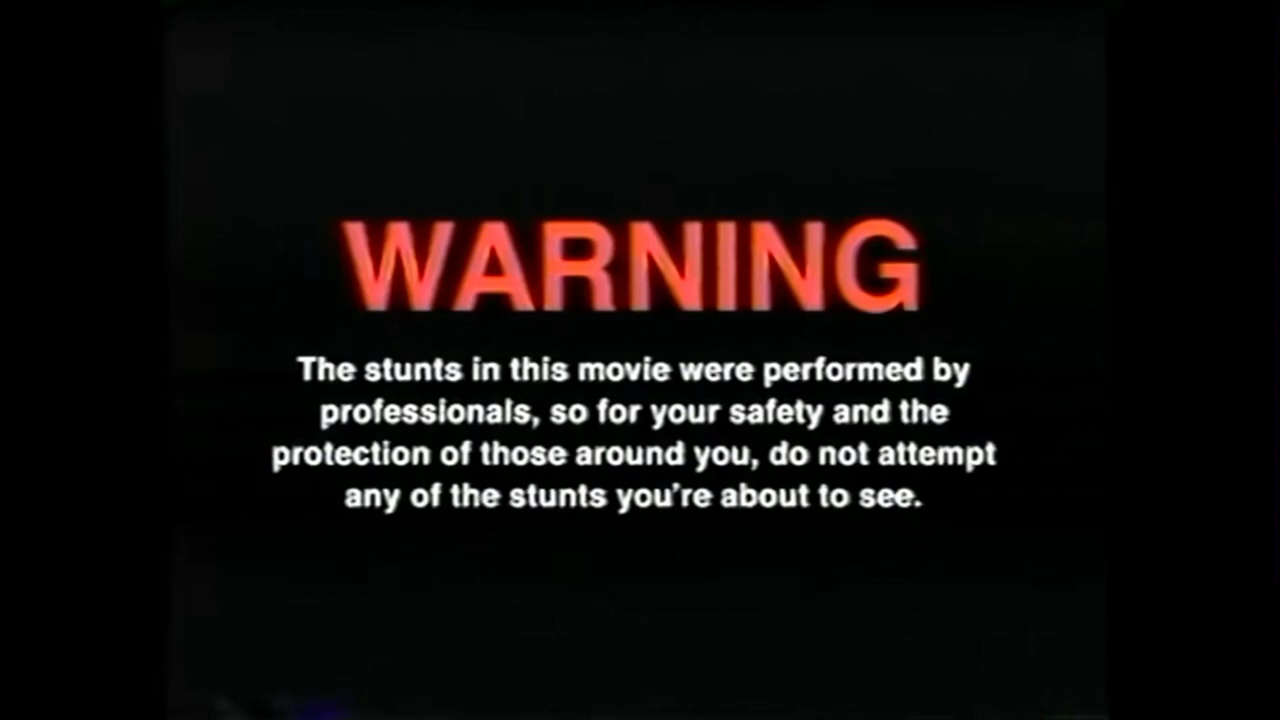 WARNING
The stunts in this movie were performed by
professionals, so for your safety and the
protection of those around you, do not attempt
any of the stunts you're about to see.